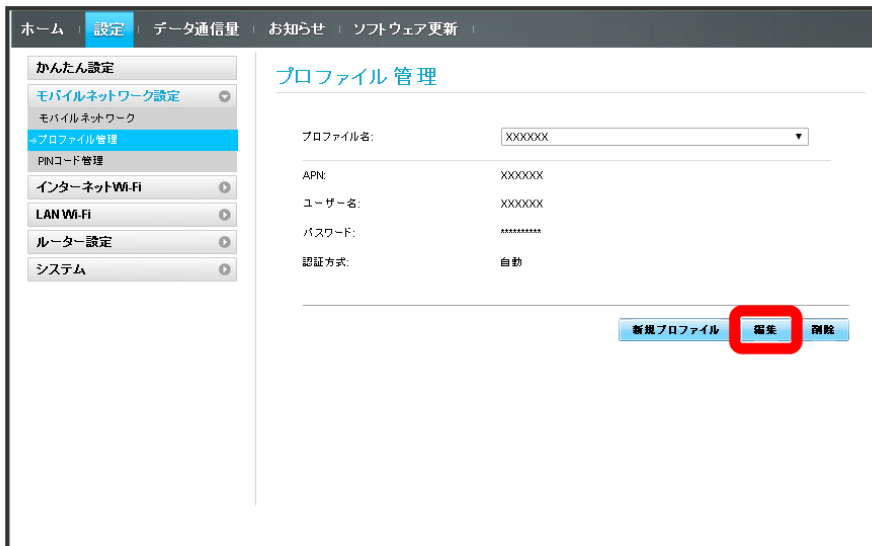 ホーム 設定 データ通信量 お知らせ ソフトウェア更新
かんたん設定
モバイルネットワーク設定
モバイルネットワーク
→プロファイル管理
PINコード管理
インターネットWi-Fi
LAN Wi-Fi
ルーター設定
システム
プロファイル管理
プロファイル名: XXXXXX
APN: XXXXXX
ユーザー名: XXXXXX
パスワード: **********
認証方式: 自動
新規プロファイル 編集 削除